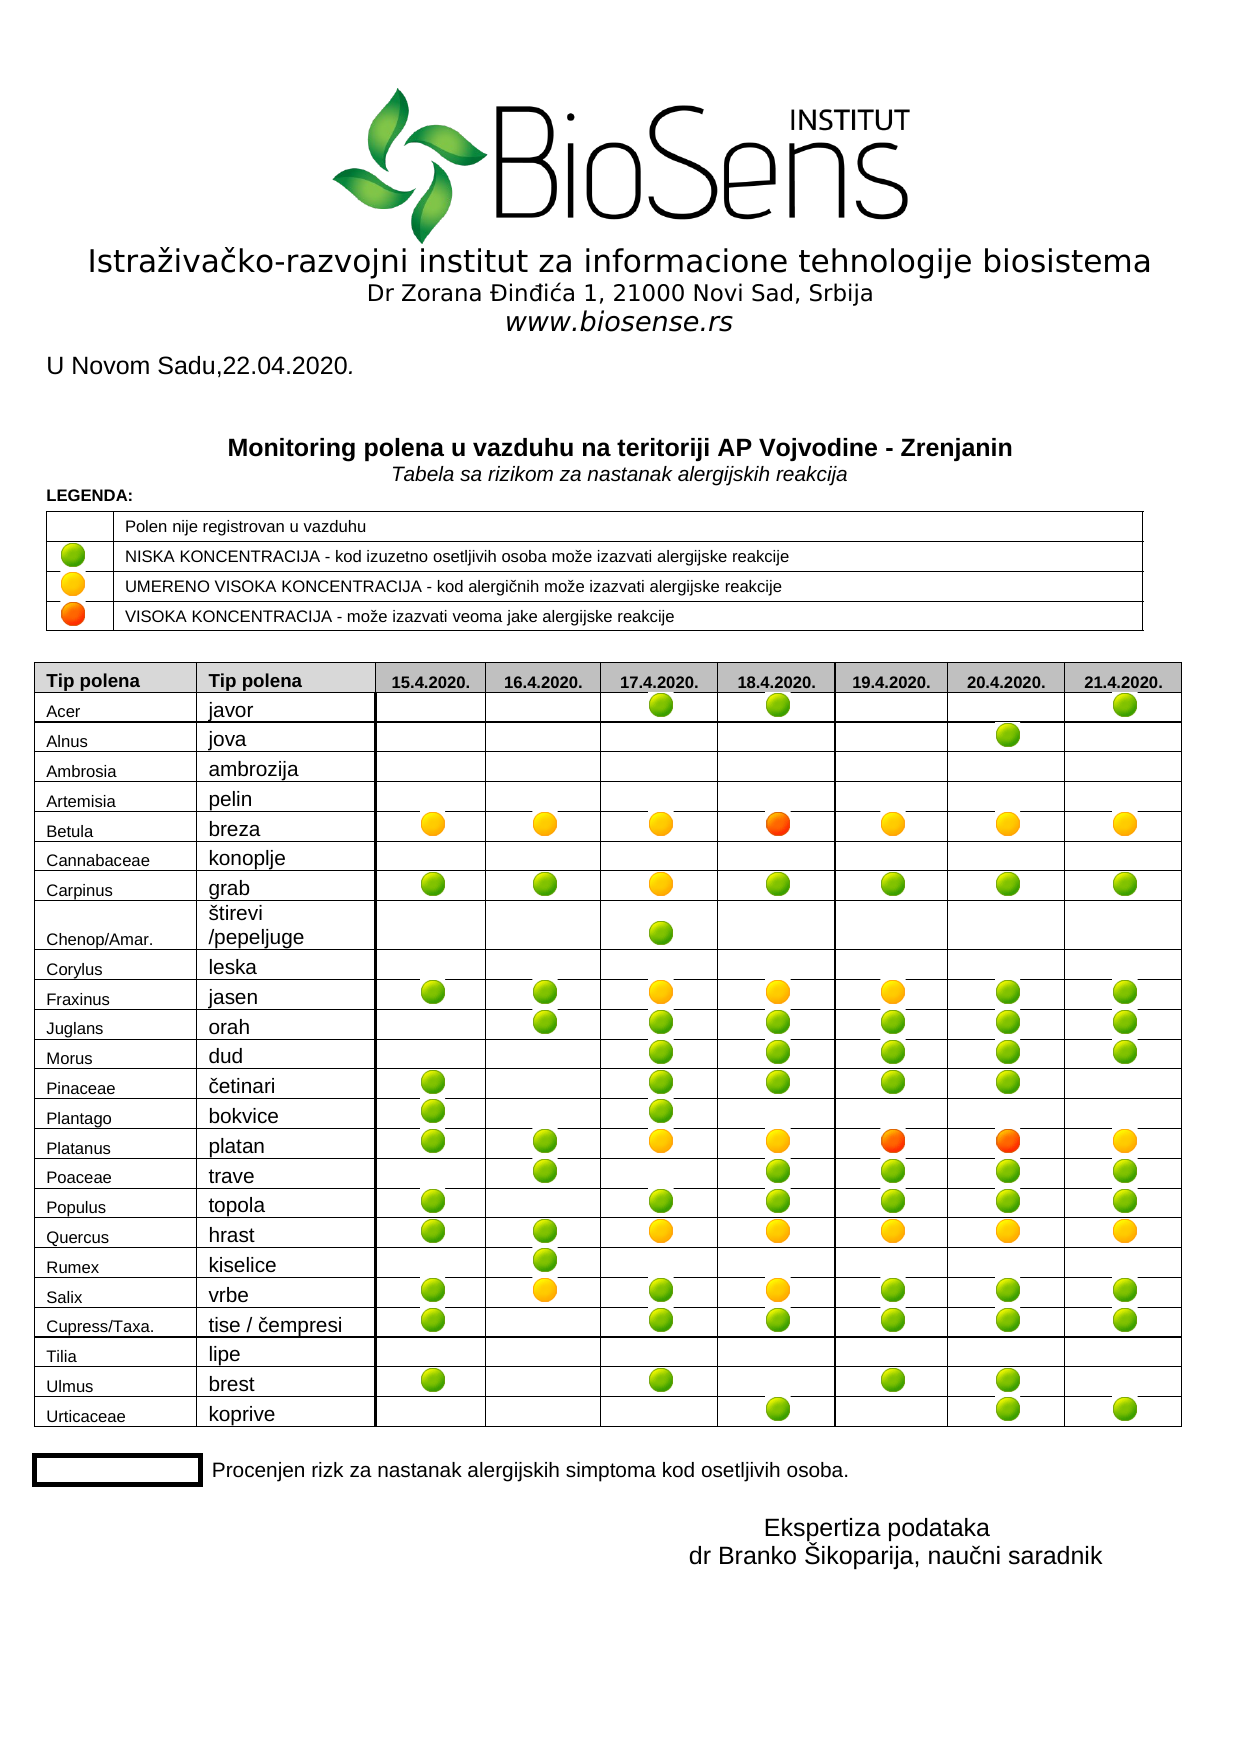 BioSens INSTITUT
Istraživačko-razvojni institut za informacione tehnologije biosistema
Dr Zorana Đinđića 1, 21000 Novi Sad, Srbija
www.biosense.rs
U Novom Sadu,22.04.2020.
Monitoring polena u vazduhu na teritoriji AP Vojvodine - Zrenjanin
Tabela sa rizikom za nastanak alergijskih reakcija
LEGENDA:
Polen nije registrovan u vazduhu
NISKA KONCENTRACIJA - kod izuzetno osetljivih osoba može izazvati alergijske reakcije
UMERENO VISOKA KONCENTRACIJA - kod alergičnih može izazvati alergijske reakcije
VISOKA KONCENTRACIJA - može izazvati veoma jake alergijske reakcije
Tip polena Tip polena 15.4.2020. 16.4.2020. 17.4.2020. 18.4.2020. 19.4.2020. 20.4.2020. 21.4.2020.
Acer javor
Alnus jova
Ambrosia ambrozija
Artemisia pelin
Betula breza
Cannabaceae konoplje
Carpinus grab
štirevi
Chenop/Amar. /pepeljuge
Corylus leska
Fraxinus jasen
Juglans orah
Morus dud
Pinaceae četinari
Plantago bokvice
Platanus platan
Poaceae trave
Populus topola
Quercus hrast
Rumex kiselice
Salix vrbe
Cupress/Taxa. tise / čempresi
Tilia lipe
Ulmus brest
Urticaceae koprive
Procenjen rizk za nastanak alergijskih simptoma kod osetljivih osoba.
Ekspertiza podataka
dr Branko Šikoparija, naučni saradnik